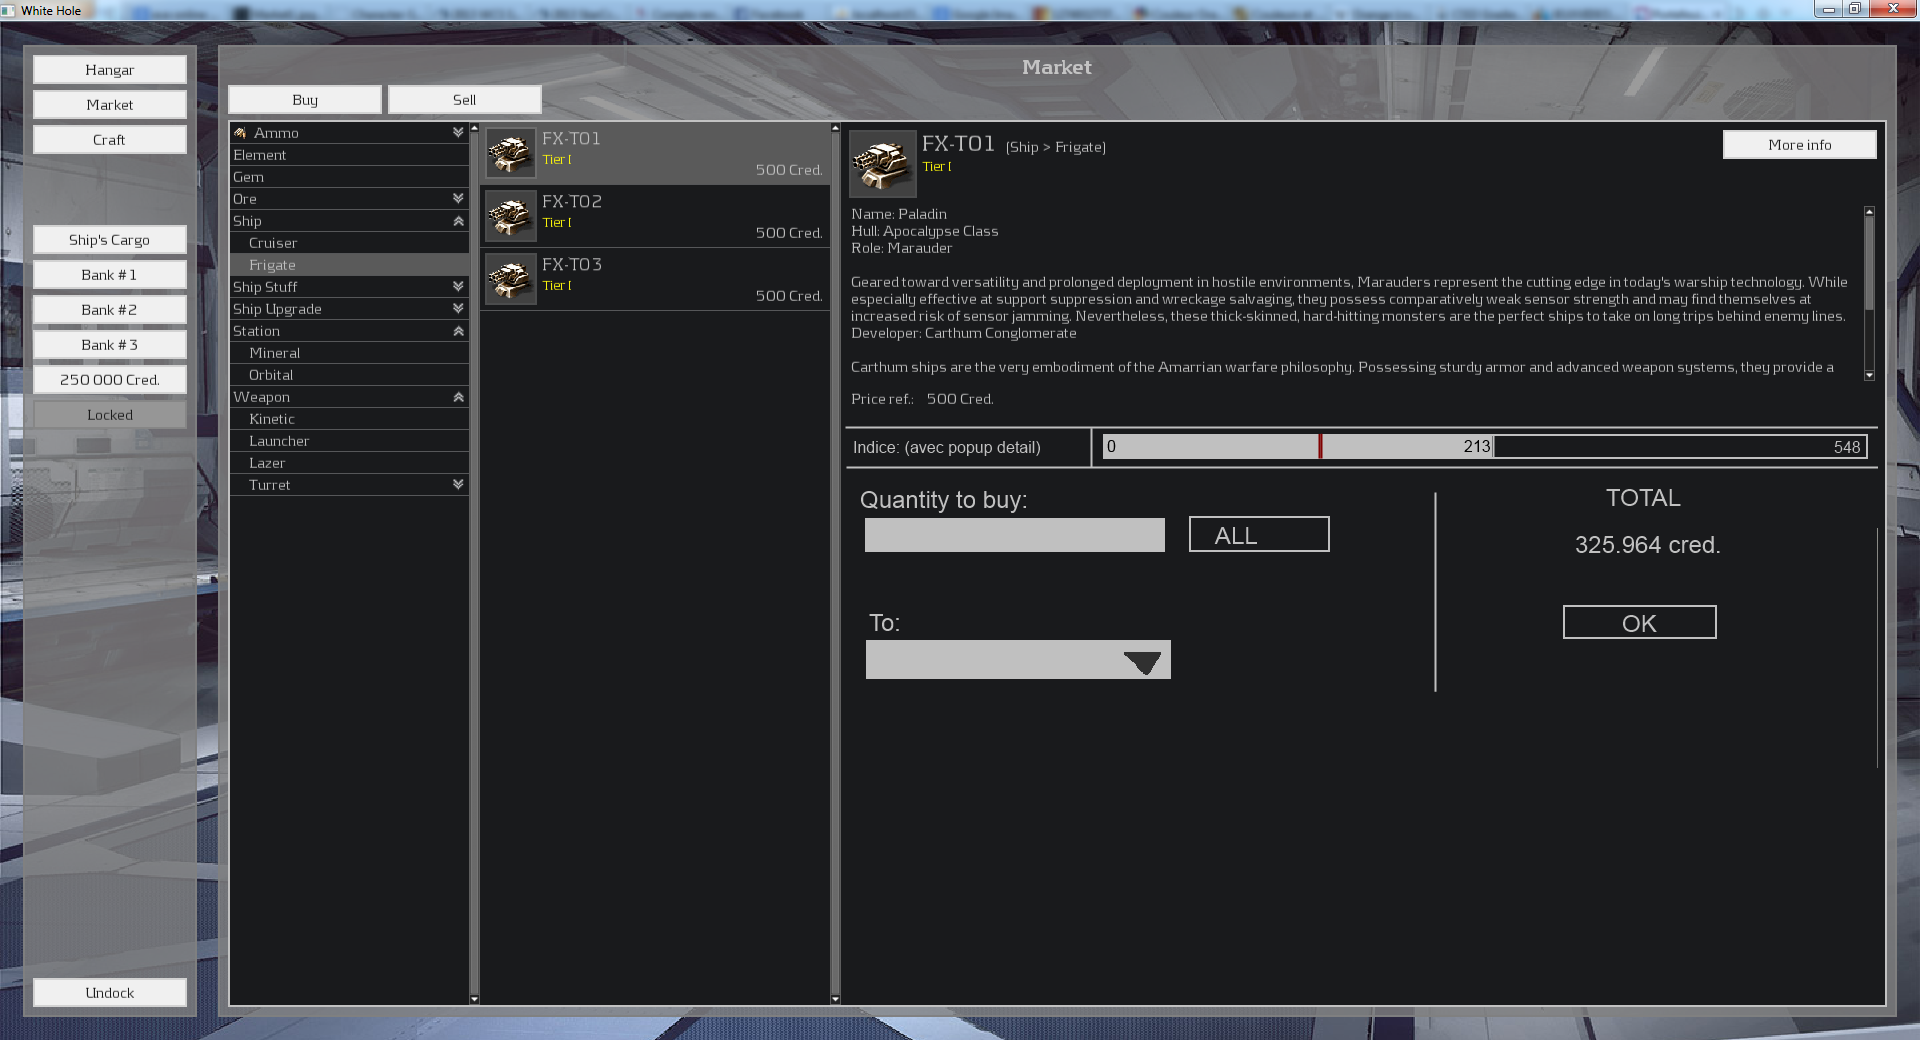 White Hole
Hangar
Market
Craft
Ship's Cargo
Bank #1
Bank #2
Bank #3
250 000 Cred.
Locked
Undock
Market
Buy
Sell
Ammo
Element
Gem
Ore
Ship
Cruiser
Frigate
Ship Stuff
Ship Upgrade
Station
Mineral
Orbital
Weapon
Kinetic
Launcher
Lazer
Turret
FX-T01
Tier I
500 Cred.
FX-T02
Tier I
500 Cred.
FX-T03
Tier I
500 Cred.
FX-T01 (Ship > Frigate)
Tier I
More info
Name: Paladin
Hull: Apocalypse Class
Role: Marauder
Geared toward versatility and prolonged deployment in hostile environments, Marauders represent the cutting edge in today's warship technology. While
especially effective at support suppression and wreckage salvaging, they possess comparatively weak sensor strength and may find themselves at
increased risk of sensor jamming. Nevertheless, these thick-skinned, hard-hitting monsters are the perfect ships to take on long trips behind enemy lines.
Developer: Carthum Conglomerate
Carthum ships are the very embodiment of the Amarrian warfare philosophy. Possessing sturdy armor and advanced weapon systems, they provide a
Price ref.: 500 Cred.
Indice: (avec popup detail)
0 213 548
Quantity to buy:
ALL
To:
TOTAL
325.964 cred.
OK